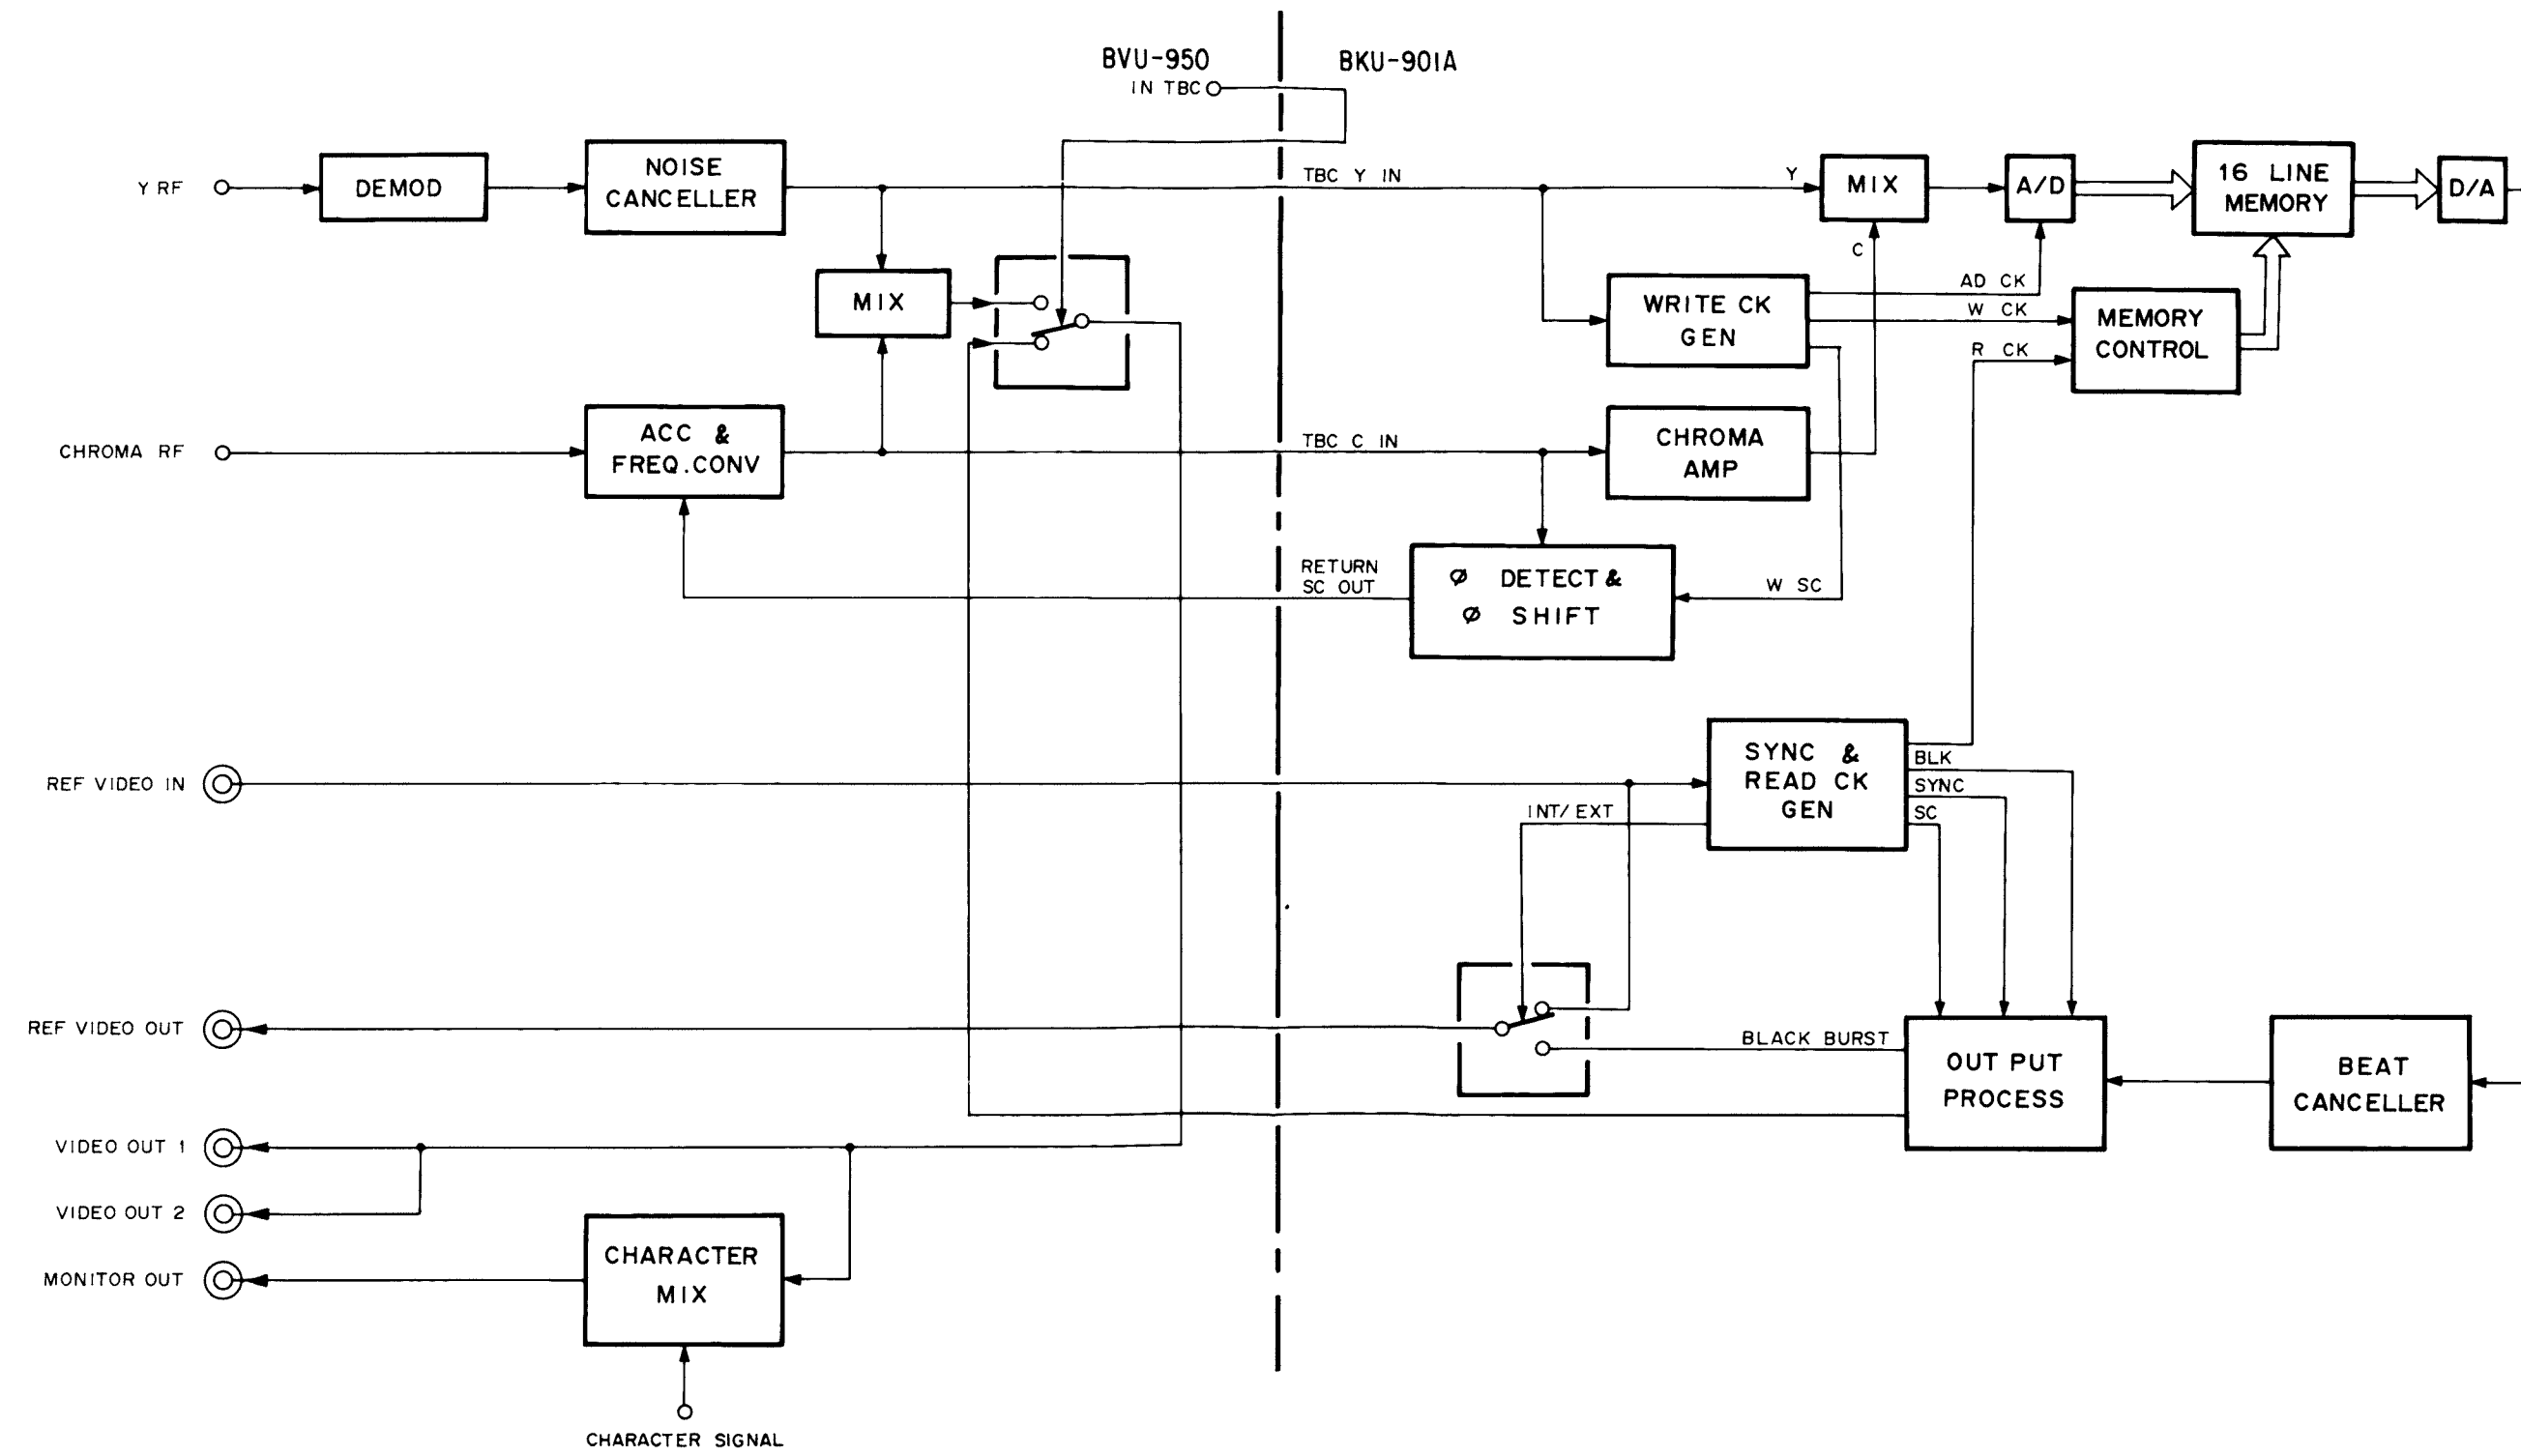 BVU-950
BKU-901A
IN TBC
Y RF
DEMOD
NOISE
CANCELLER
TBC Y IN
Y
MIX
A/D
16 LINE
MEMORY
D/A
MIX
C
WRITE CK
GEN
AD CK
W CK
R CK
MEMORY
CONTROL
CHROMA RF
ACC &
FREQ.CONV
TBC C IN
CHROMA
AMP
RETURN
SC OUT
Ø DETECT &
Ø SHIFT
W SC
REF VIDEO IN
SYNC &
READ CK
GEN
BLK
SYNC
SC
INT/EXT
REF VIDEO OUT
BLACK BURST
OUT PUT
PROCESS
BEAT
CANCELLER
VIDEO OUT 1
VIDEO OUT 2
MONITOR OUT
CHARACTER
MIX
CHARACTER SIGNAL